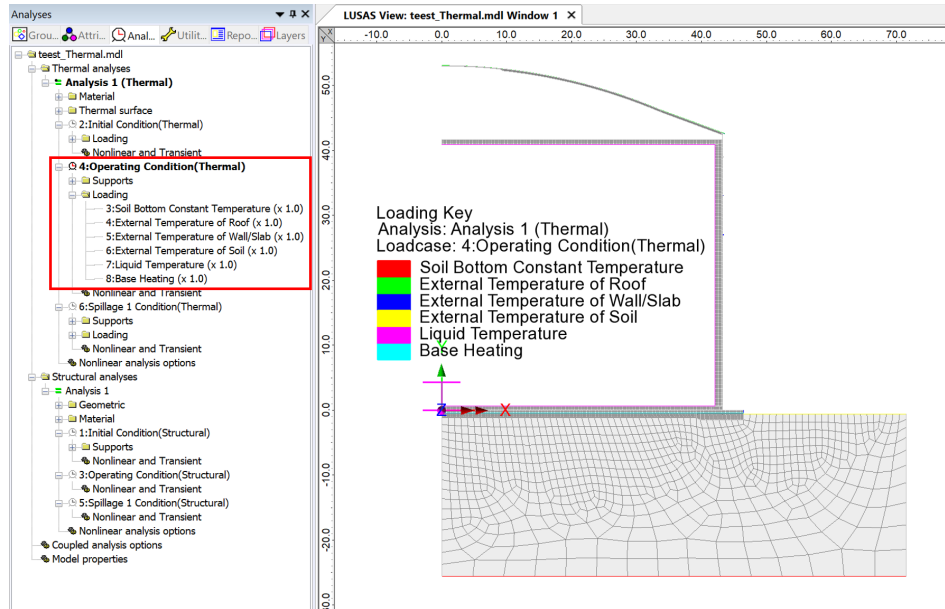 Analyses
Grou... Attri... Anal... Utilit... Repo... Layers
teest_Thermal.mdl
Thermal analyses
Analysis 1 (Thermal)
Material
Thermal surface
2:Initial Condition(Thermal)
Loading
Nonlinear and Transient
4:Operating Condition(Thermal)
Supports
Loading
3:Soil Bottom Constant Temperature (x 1.0)
4:External Temperature of Roof (x 1.0)
5:External Temperature of Wall/Slab (x 1.0)
6:External Temperature of Soil (x 1.0)
7:Liquid Temperature (x 1.0)
8:Base Heating (x 1.0)
Nonlinear and Transient
6:Spillage 1 Condition(Thermal)
Supports
Loading
Nonlinear and Transient
Nonlinear analysis options
Structural analyses
Analysis 1
Geometric
Material
1:Initial Condition(Structural)
Supports
Nonlinear and Transient
3:Operating Condition(Structural)
Nonlinear and Transient
5:Spillage 1 Condition(Structural)
Nonlinear and Transient
Nonlinear analysis options
Coupled analysis options
Model properties
LUSAS View: teest_Thermal.mdl Window 1
X
Y
-10.0 0.0 10.0 20.0 30.0 40.0 50.0 60.0 70.0
50.0
40.0
30.0
20.0
10.0
0.0
-10.0
-20.0
Loading Key
Analysis: Analysis 1 (Thermal)
Loadcase: 4:Operating Condition(Thermal)
Soil Bottom Constant Temperature
External Temperature of Roof
External Temperature of Wall/Slab
External Temperature of Soil
Liquid Temperature
Base Heating
Y
Z
X